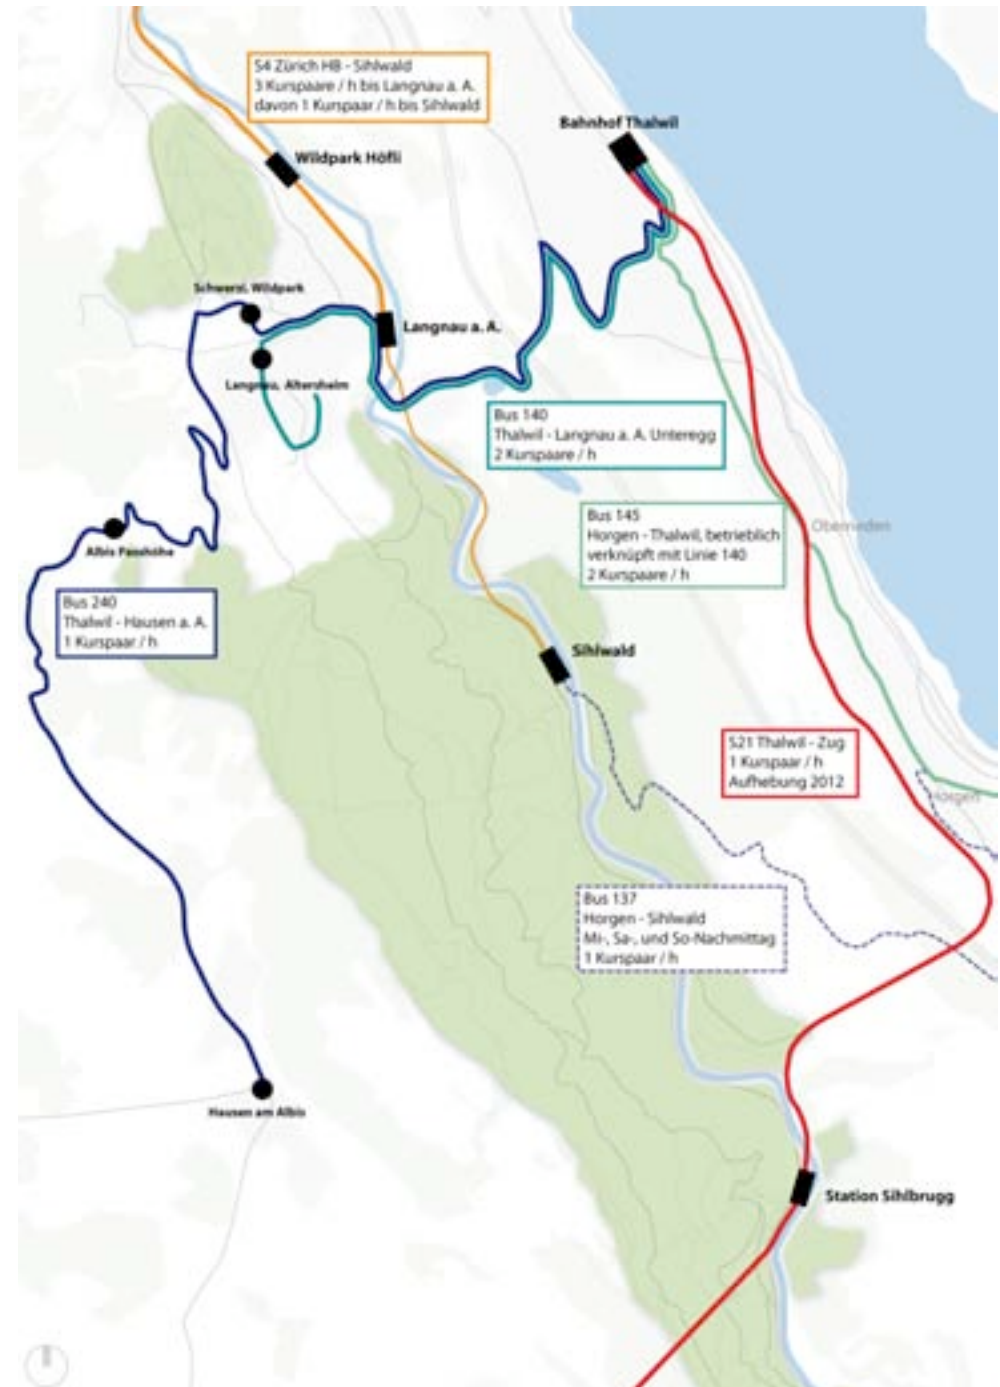 S4 Zürich HB - Sihlwald
3 Kurspaare / h bis Langnau a. A.
davon 1 Kurspaar / h bis Sihlwald
Bahnhof Thalwil
Wildpark Höfli
Schwerzi, Wildpark
Langnau a. A.
Langnau, Altersheim
Bus 140
Thalwil - Langnau a. A. Unteregg
2 Kurspaare / h
Bus 145
Horgen - Thalwil, betrieblich
verknüpft mit Linie 140
2 Kurspaare / h
Oberrieden
Albis Passhöhe
Bus 240
Thalwil - Hausen a. A.
1 Kurspaar / h
Sihlwald
S21 Thalwil - Zug
1 Kurspaar / h
Aufhebung 2012
Horgen
Bus 137
Horgen - Sihlwald
Mi-, Sa-, und So-Nachmittag
1 Kurspaar / h
Hausen am Albis
Station Sihlbrugg